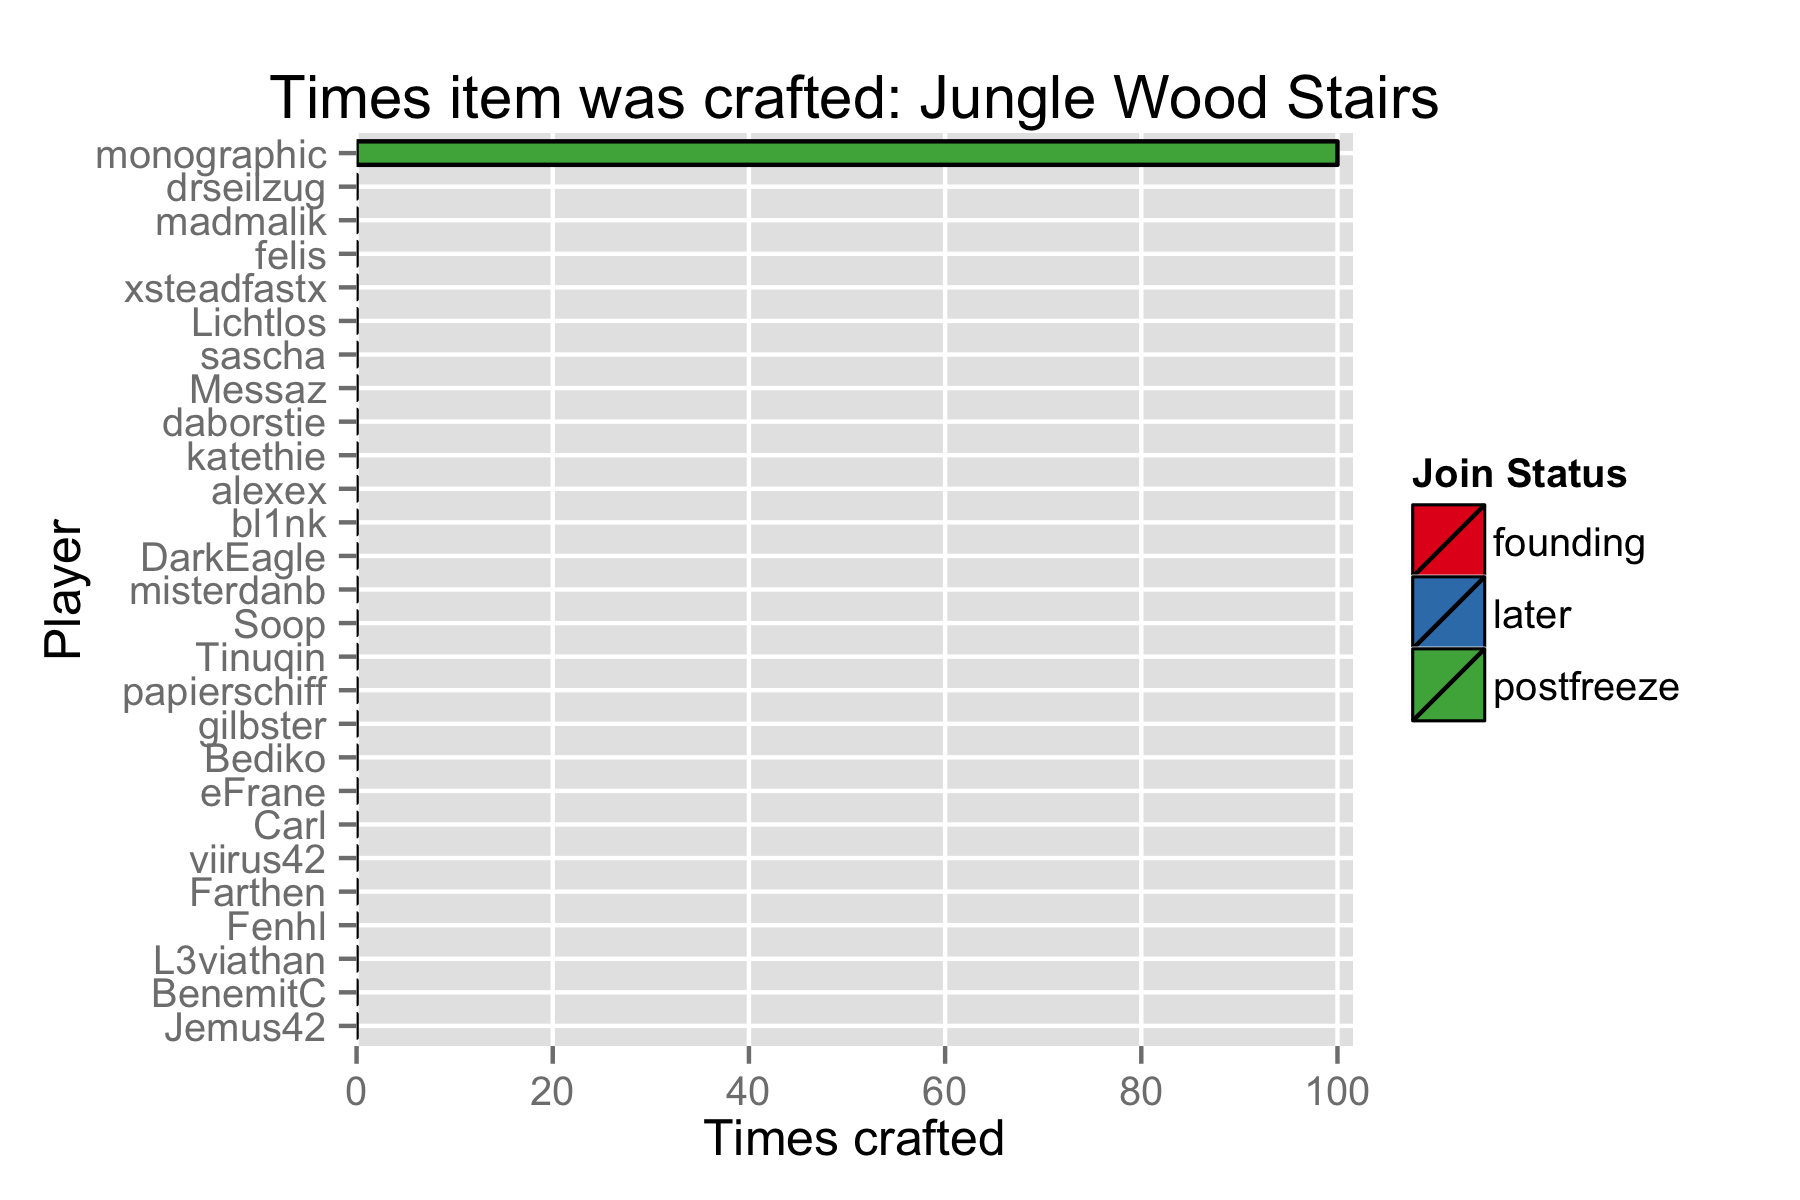 Times item was crafted: Jungle Wood Stairs
monographic
drseilzug
madmalik
felis
xsteadfastx
Lichtlos
sascha
Messaz
daborstie
katethie
alexex
bl1nk
DarkEagle
misterdanb
Soop
Tinuqin
papierschiff
gilbster
Bediko
eFrane
Carl
viirus42
Farthen
Fenhl
L3viathan
BenemitC
Jemus42
Player
0 20 40 60 80 100
Times crafted
Join Status
founding
later
postfreeze